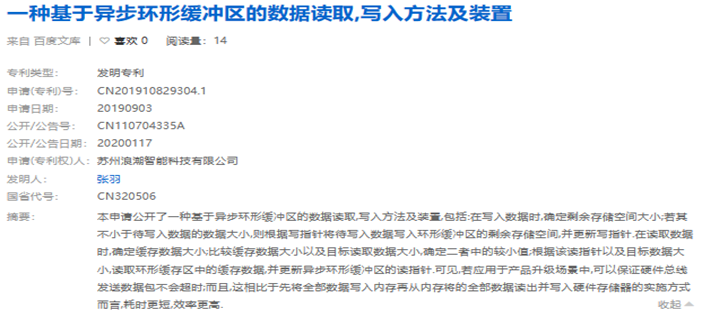 一种基于异步环形缓冲区的数据读取,写入方法及装置
来自 百度文库 | ♡ 喜欢 0 阅读量: 14
专利类型: 发明专利
申请(专利)号: CN201910829304.1
申请日期: 20190903
公开/公告号: CN110704335A
公开/公告日期: 20200117
申请(专利权)人: 苏州浪潮智能科技有限公司
发明人: 张羽
国省代号: CN320506
摘要: 本申请公开了一种基于异步环形缓冲区的数据读取,写入方法及装置,包括:在写入数据时,确定剩余存储空间大小;若其
不小于待写入数据的数据大小,则根据写指针将待写入数据写入环形缓冲区的剩余存储空间,并更新写指针.在读取数据
时,确定缓存数据大小;比较缓存数据大小以及目标读取数据大小,确定二者中的较小值;根据该读指针以及目标数据大
小,读取环形缓存区中的缓存数据,并更新异步环形缓冲区的读指针.可见,若应用于产品升级场景中,可以保证硬件总线
发送数据包不会超时;而且,这相比于先将全部数据写入内存再从内存将的全部数据读出并写入硬件存储器的实施方式
而言,耗时更短,效率更高. 收起